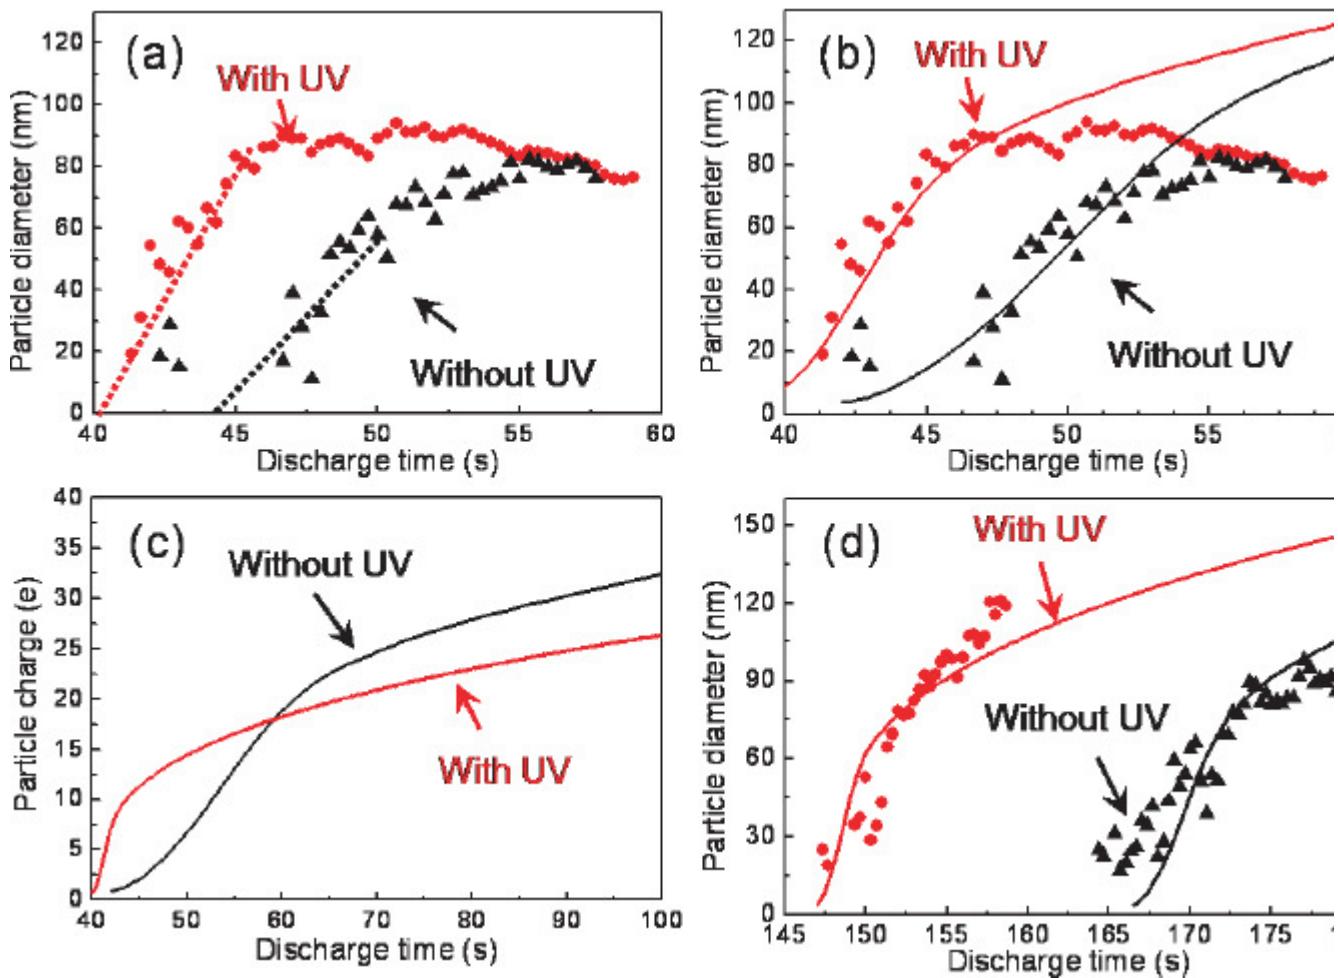 (a)
With UV
Without UV
Particle diameter (nm)
120
100
80
60
40
20
0
40
45
50
55
60
Discharge time (s)
(b)
With UV
Without UV
Particle diameter (nm)
120
100
80
60
40
20
0
40
45
50
55
Discharge time (s)
(c)
Without UV
With UV
Particle charge (e)
40
35
30
25
20
15
10
5
0
40
50
60
70
80
90
100
Discharge time (s)
(d)
With UV
Without UV
Particle diameter (nm)
150
120
90
60
30
0
145
150
155
160
165
170
175
Discharge time (s)